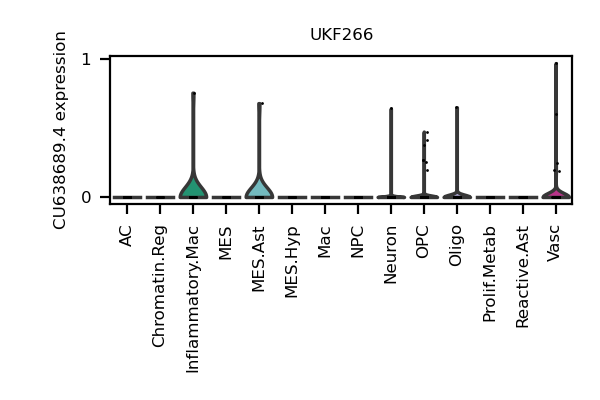 UKF266
CU638689.4 expression
1
0
AC
Chromatin.Reg
Inflammatory.Mac
MES
MES.Ast
MES.Hyp
Mac
NPC
Neuron
OPC
Oligo
Prolif.Metab
Reactive.Ast
Vasc